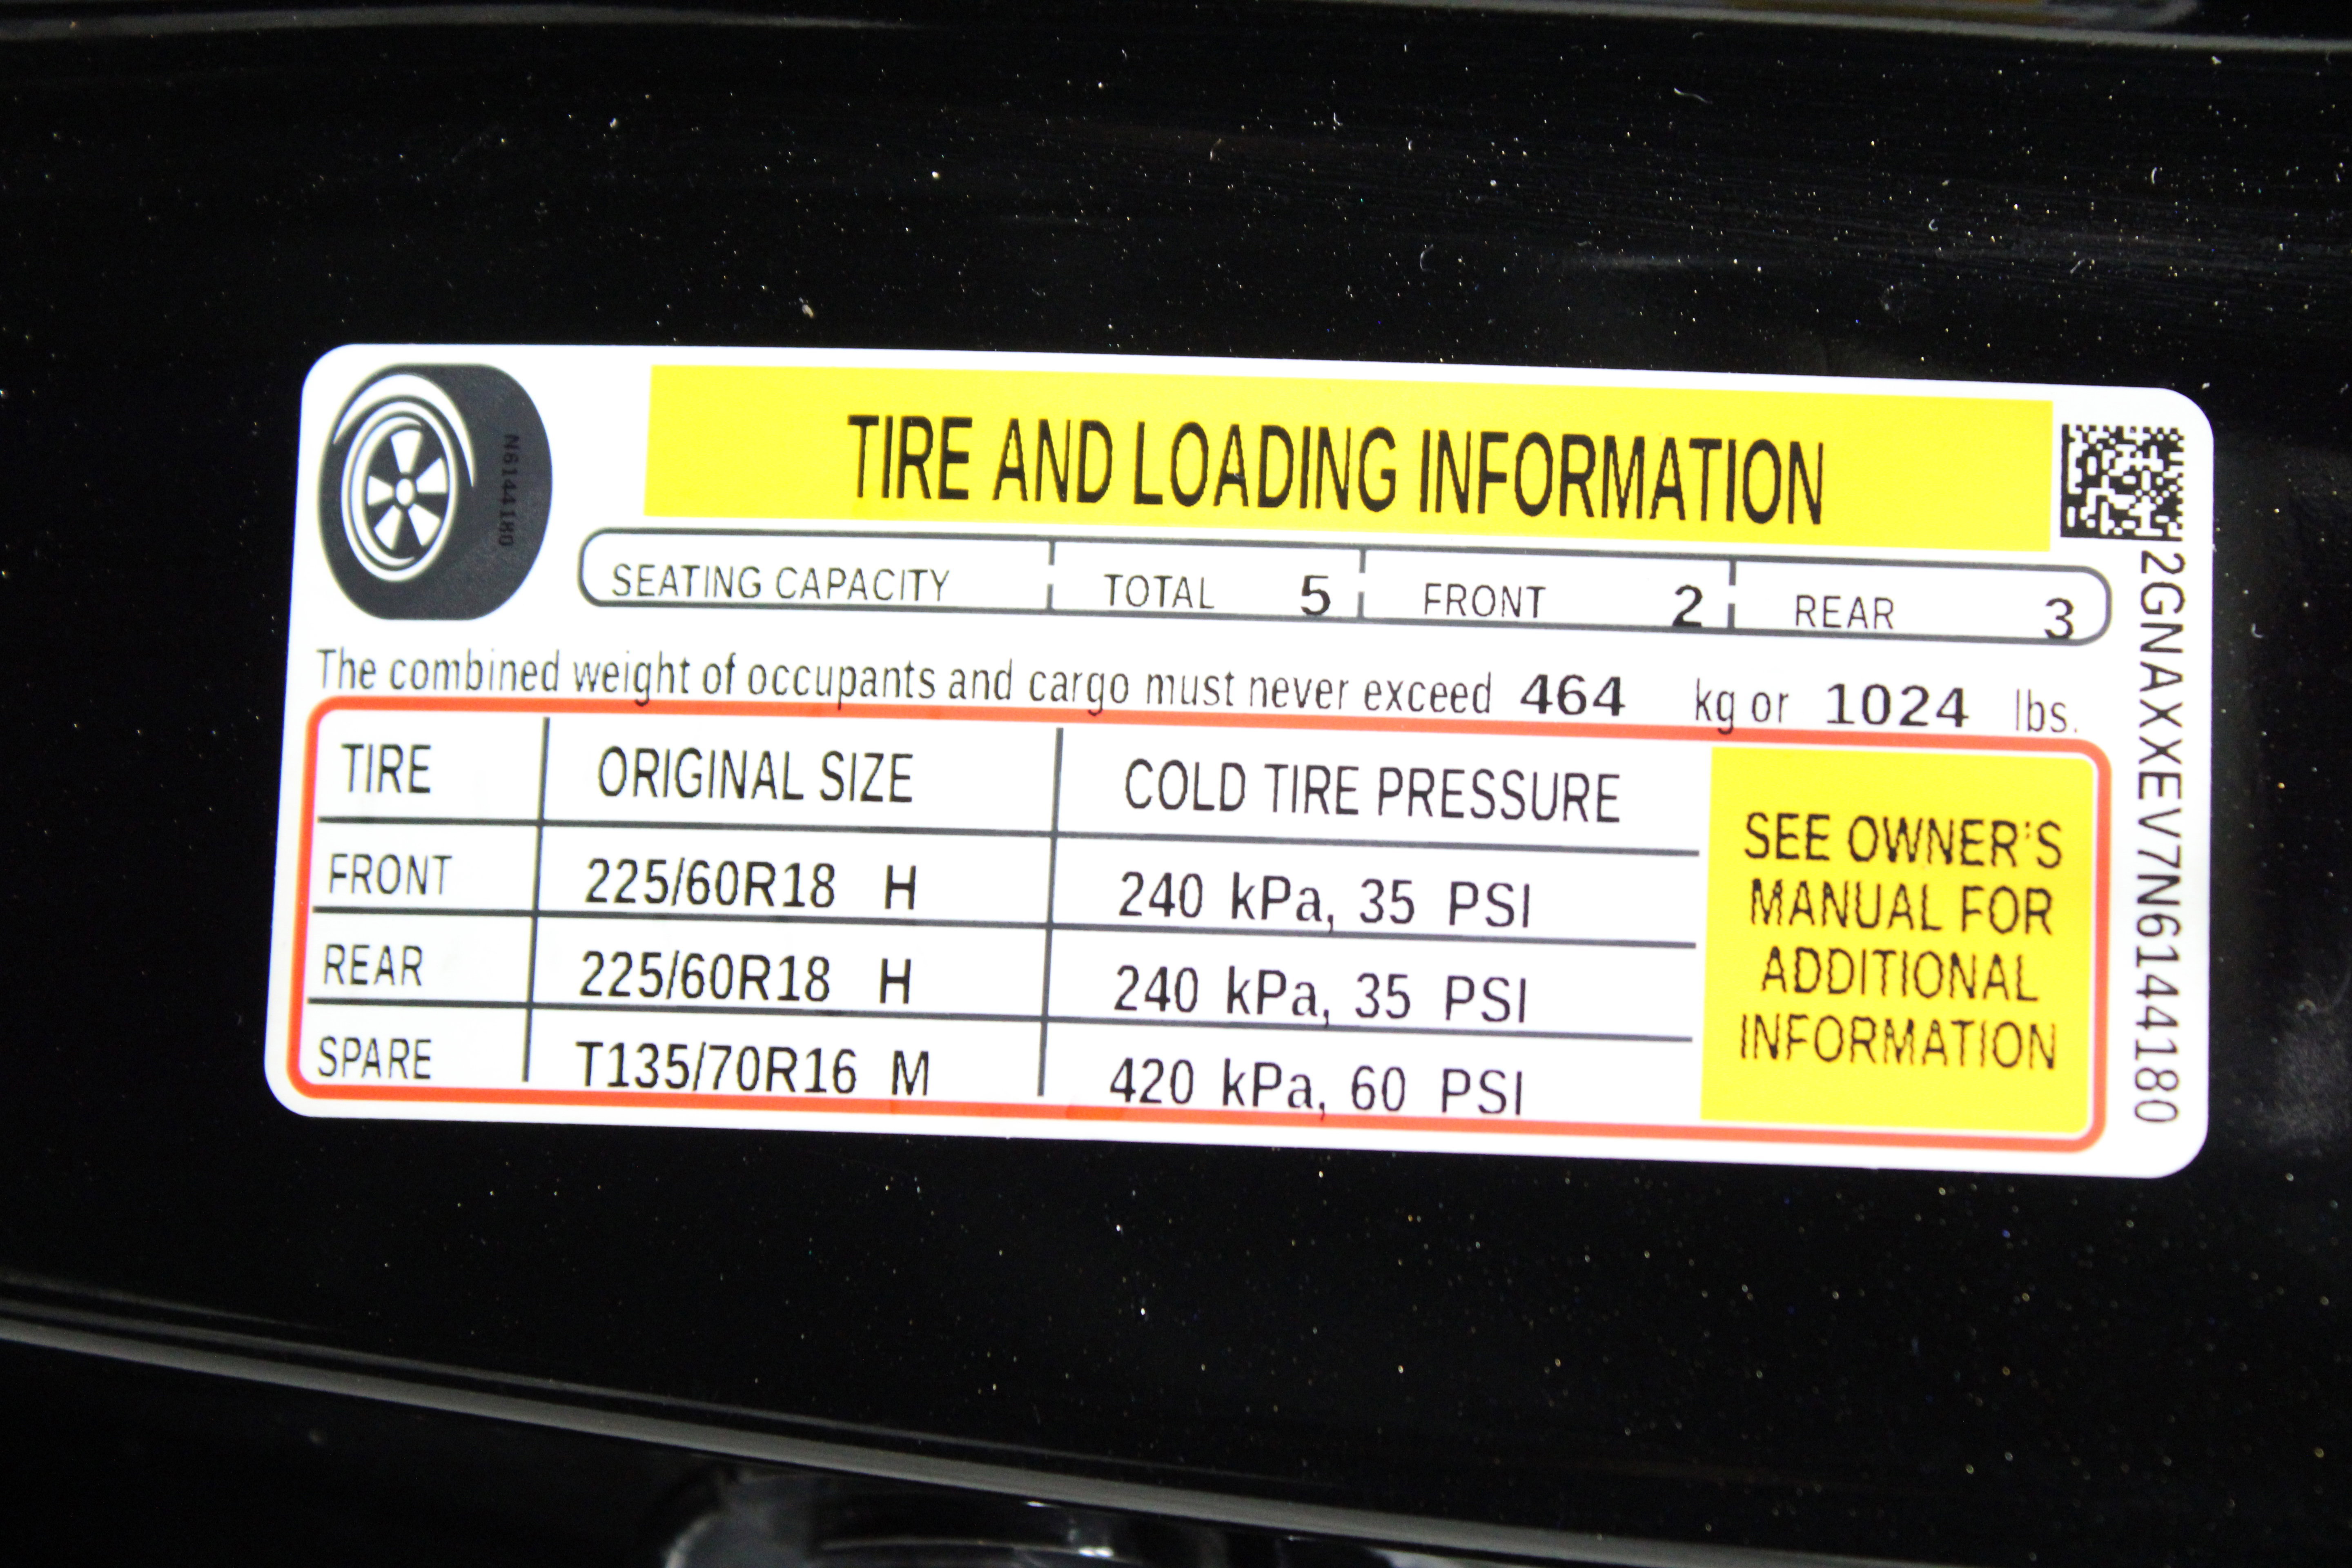 TIRE AND LOADING INFORMATION
N6144180
SEATING CAPACITY TOTAL 5 FRONT 2 REAR 3
The combined weight of occupants and cargo must never exceed 464 kg or 1024 lbs.
TIRE ORIGINAL SIZE COLD TIRE PRESSURE
FRONT 225/60R18 H 240 kPa, 35 PSI
REAR 225/60R18 H 240 kPa, 35 PSI
SPARE T135/70R16 M 420 kPa, 60 PSI
SEE OWNER'S
MANUAL FOR
ADDITIONAL
INFORMATION
2GNAXXEV7N6144180